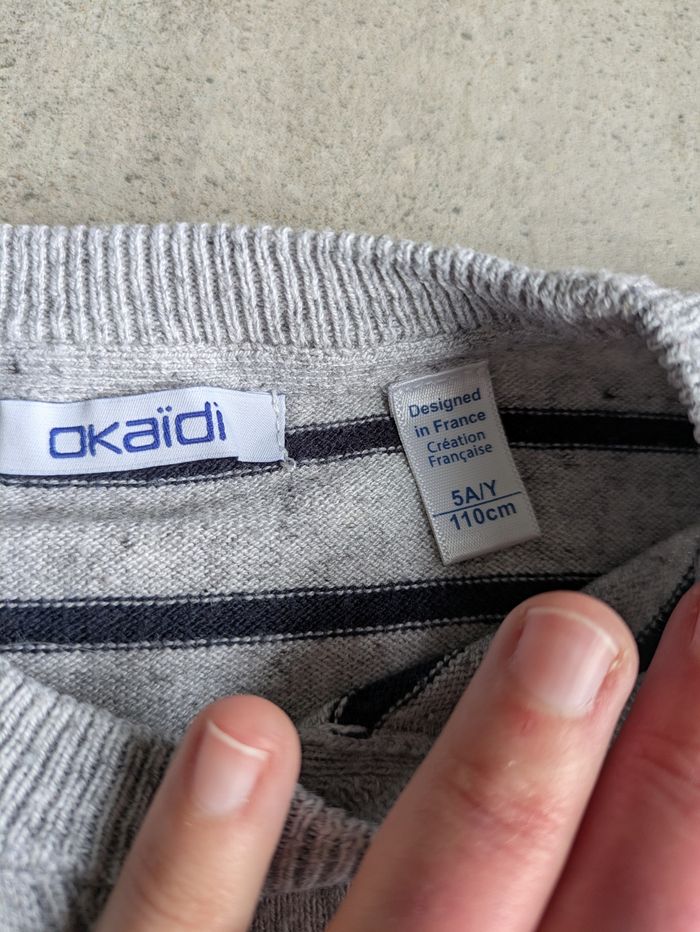 OKaïdi
Designed
in France
Création
Française
5A/Y
110cm